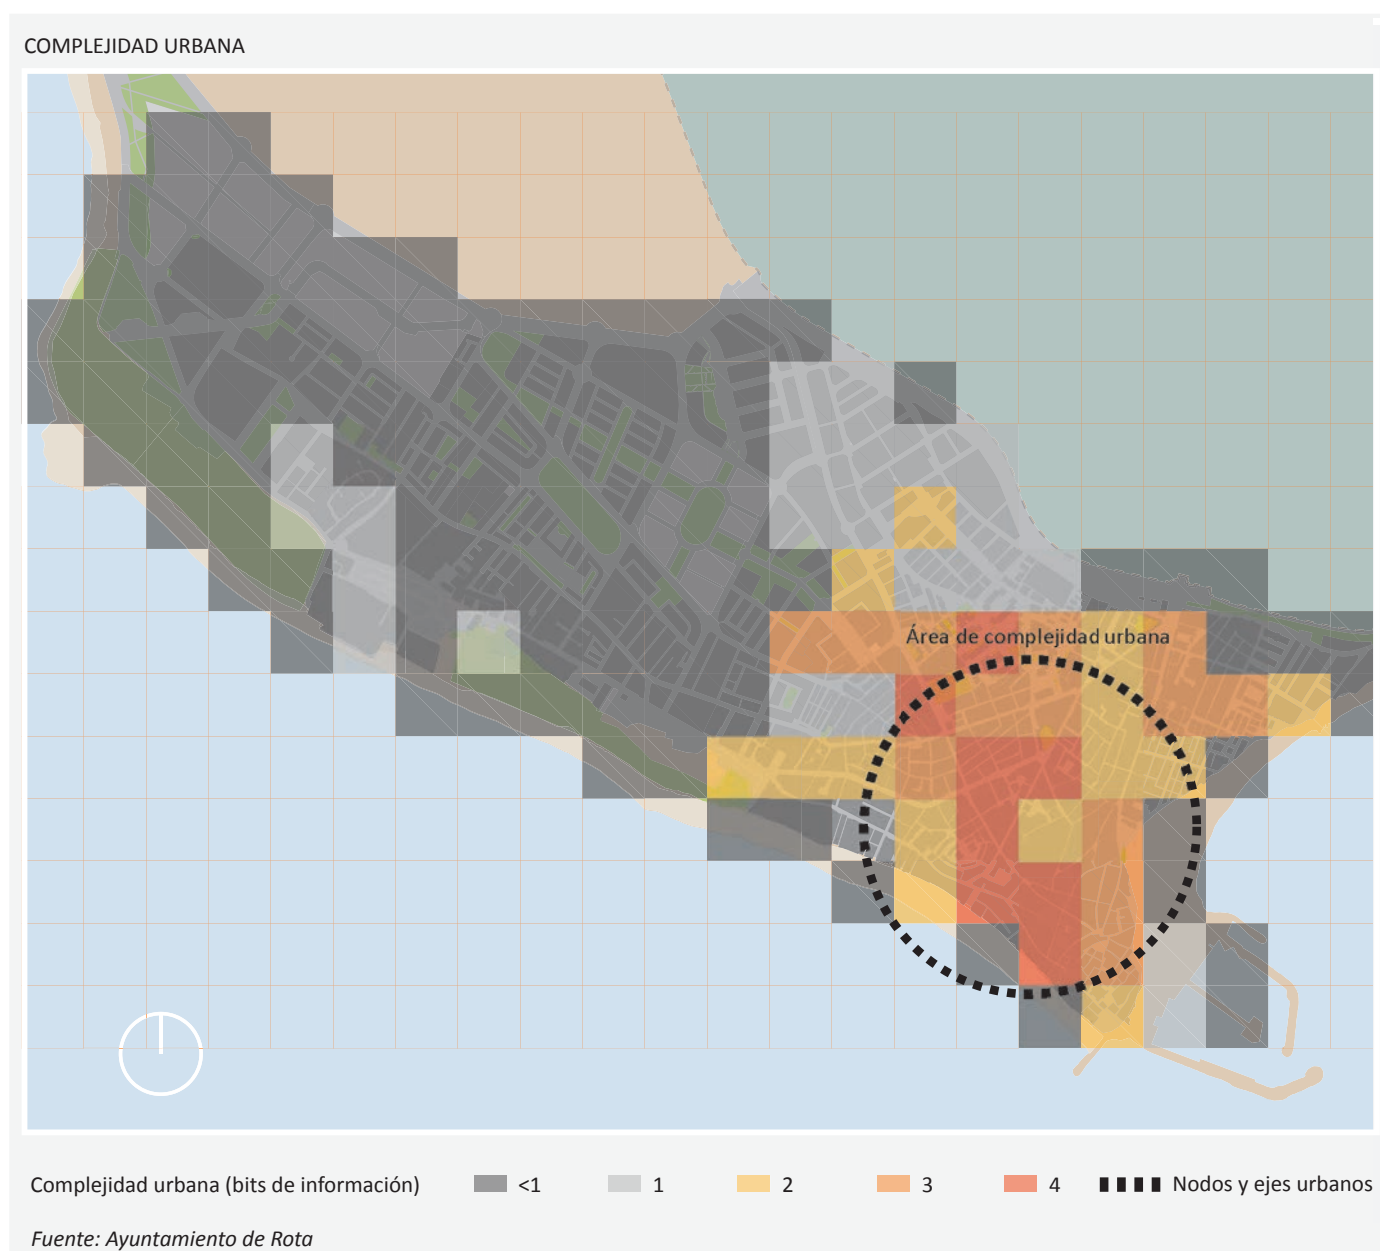 COMPLEJIDAD URBANA
Área de complejidad urbana
Complejidad urbana (bits de información) <1 1 2 3 4 Nodos y ejes urbanos
Fuente: Ayuntamiento de Rota